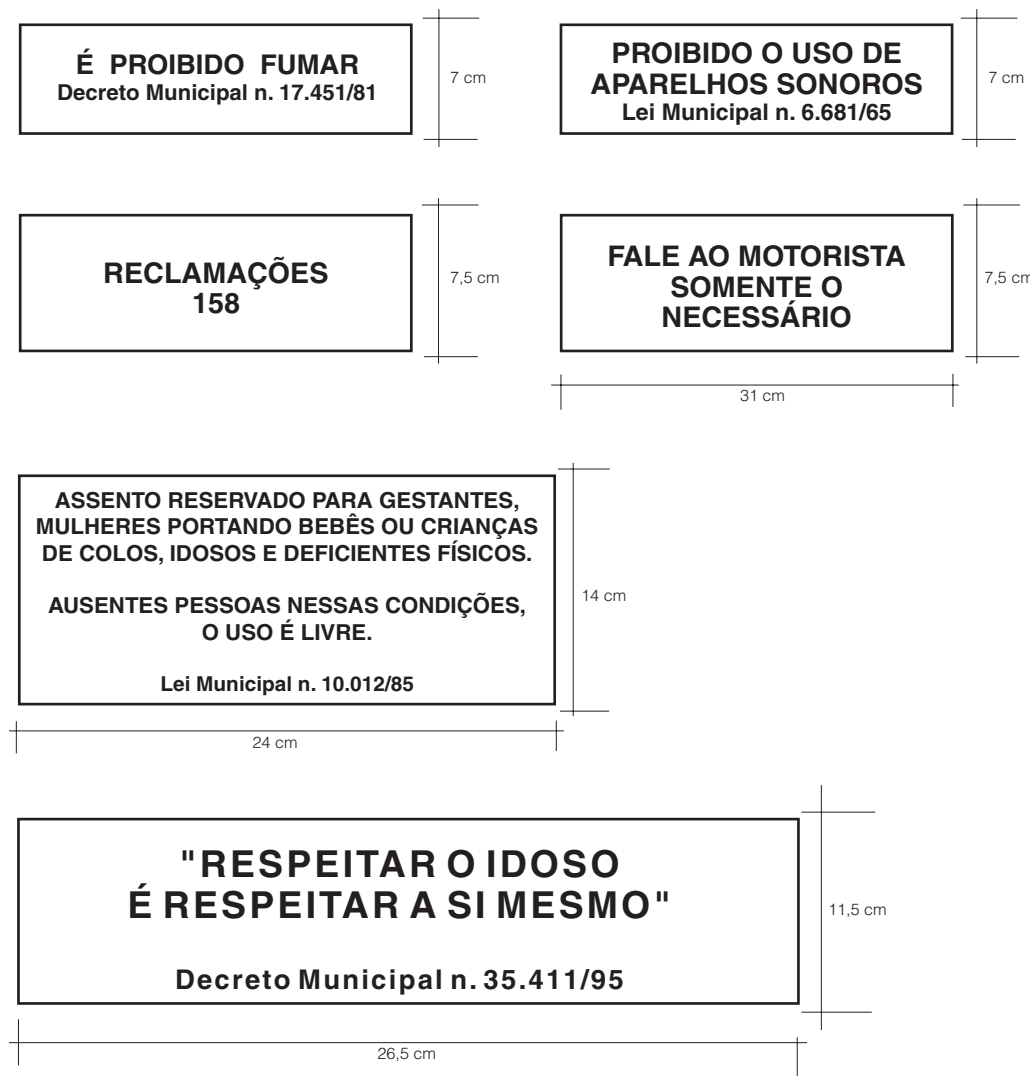 É PROIBIDO FUMAR
Decreto Municipal n. 17.451/81
7 cm
PROIBIDO O USO DE
APARELHOS SONOROS
Lei Municipal n. 6.681/65
7 cm
RECLAMAÇÕES
158
7,5 cm
FALE AO MOTORISTA
SOMENTE O
NECESSÁRIO
7,5 cm
31 cm
ASSENTO RESERVADO PARA GESTANTES,
MULHERES PORTANDO BEBÊS OU CRIANÇAS
DE COLOS, IDOSOS E DEFICIENTES FÍSICOS.
AUSENTES PESSOAS NESSAS CONDIÇÕES,
O USO É LIVRE.
Lei Municipal n. 10.012/85
14 cm
24 cm
"RESPEITAR O IDOSO
É RESPEITAR A SI MESMO"
Decreto Municipal n. 35.411/95
11,5 cm
26,5 cm